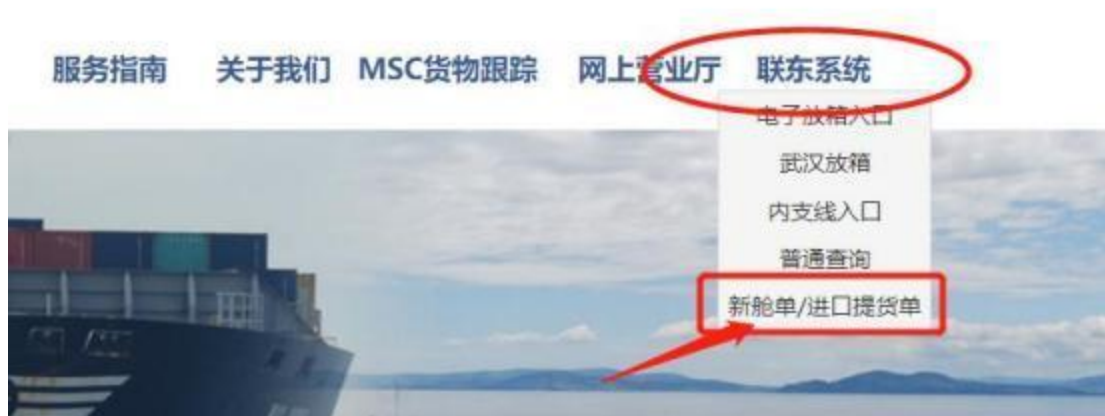 服务指南 关于我们 MSC货物跟踪 网上营业厅 联东系统
电子放箱入口
武汉放箱
内支线入口
普通查询
新舱单/进口提货单